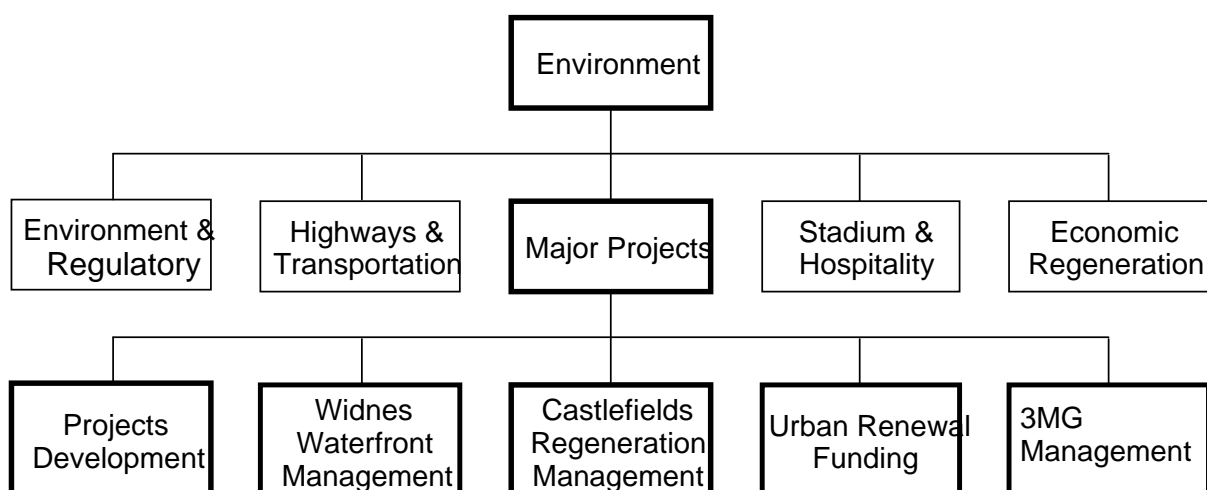 Environment
Environment &
Regulatory
Highways &
Transportation
Major Projects
Stadium &
Hospitality
Economic
Regeneration
Projects
Development
Widnes
Waterfront
Management
Castlefields
Regeneration
Management
Urban Renewal
Funding
3MG
Management